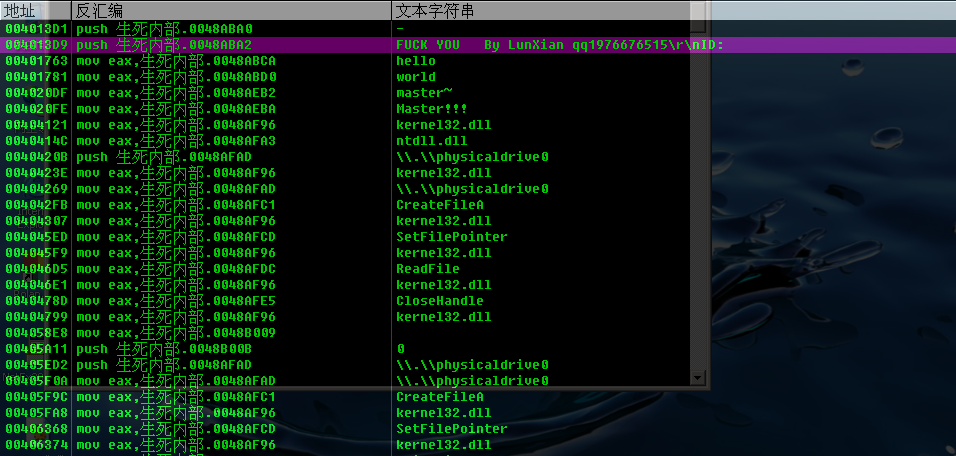 地址 反汇编 文本字符串
004013D1 push 生死内部.0048ABA0 -
004013D9 push 生死内部.0048ABA2 FUCK YOU   By LunXian qq1976676515\r\nID:
00401763 mov eax,生死内部.0048ABCA hello
00401781 mov eax,生死内部.0048ABD0 world
004020DF mov eax,生死内部.0048AEB2 master~
004020FE mov eax,生死内部.0048AEBA Master!!!
00404121 mov eax,生死内部.0048AF96 kernel32.dll
0040414C mov eax,生死内部.0048AFA3 ntdll.dll
0040420B push 生死内部.0048AFAD \\.\\physicaldrive0
0040423E mov eax,生死内部.0048AF96 kernel32.dll
00404269 mov eax,生死内部.0048AFAD \\.\\physicaldrive0
004042FB mov eax,生死内部.0048AFC1 CreateFileA
00404307 mov eax,生死内部.0048AF96 kernel32.dll
004045ED mov eax,生死内部.0048AFCD SetFilePointer
004045F9 mov eax,生死内部.0048AF96 kernel32.dll
004046D5 mov eax,生死内部.0048AFDC ReadFile
004046E1 mov eax,生死内部.0048AF96 kernel32.dll
0040478D mov eax,生死内部.0048AFE5 CloseHandle
00404799 mov eax,生死内部.0048AF96 kernel32.dll
004058E8 mov eax,生死内部.0048B009
00405A11 push 生死内部.0048B00B 0
00405ED2 push 生死内部.0048AFAD \\.\\physicaldrive0
00405F0A mov eax,生死内部.0048AFAD \\.\\physicaldrive0
00405F9C mov eax,生死内部.0048AFC1 CreateFileA
00405FA8 mov eax,生死内部.0048AF96 kernel32.dll
00406368 mov eax,生死内部.0048AFCD SetFilePointer
00406374 mov eax,生死内部.0048AF96 kernel32.dll